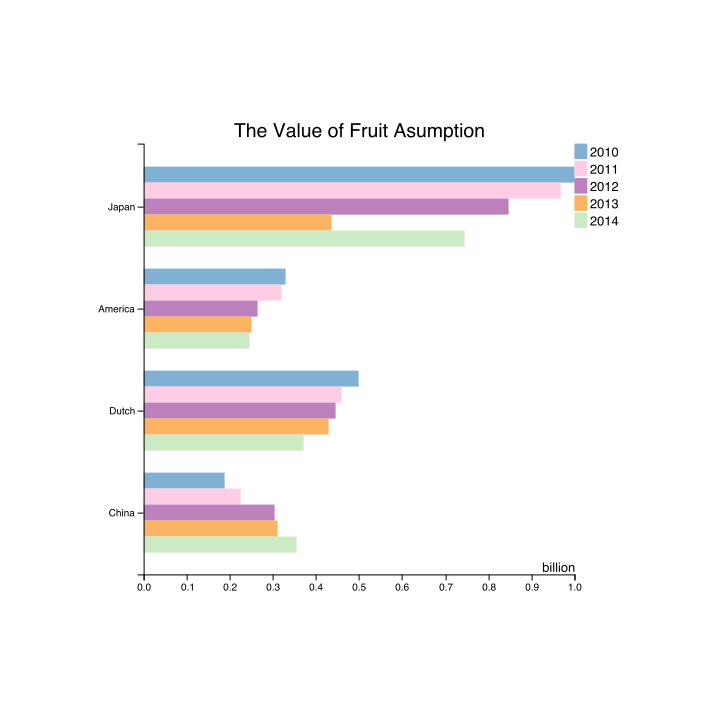 The Value of Fruit Asumption
2010
2011
2012
2013
2014
Japan
America
Dutch
China
billion
0.0 0.1 0.2 0.3 0.4 0.5 0.6 0.7 0.8 0.9 1.0